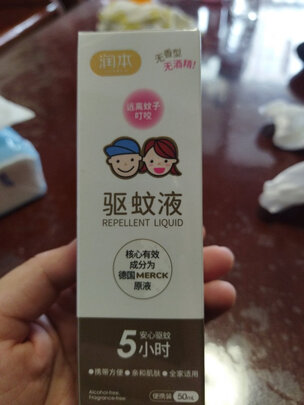 润本
无香型
无酒精!
远离蚊子
叮咬
驱蚊液
REPELLENT LIQUID
核心有效
成分为
德国MERCK
原液
5 安心驱蚊
小时
•携带方便 •亲和肌肤 •全家适用
Alcohol-free,
Fragrance-free
便携装 50mL